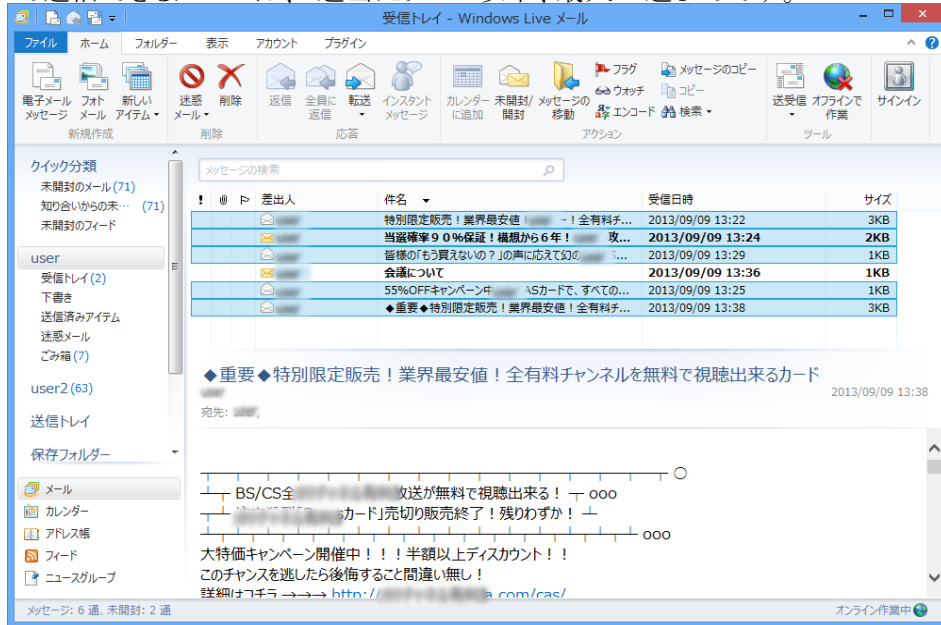 受信トレイ - Windows Live メール
ファイル ホーム フォルダー 表示 アカウント プラグイン
電子メール メッセージ
フォト メール
新しい アイテム
迷惑 メール
削除
返信
全員に 返信
転送
インスタント メッセージ
カレンダー に追加
未開封/ 開封
メッセージの 移動
フラグ
ウォッチ
エンコード
メッセージのコピー
コピー
検索
送受信
オフラインで 作業
サインイン
新規作成 削除 応答 アクション ツール
クイック分類
未開封のメール (71)
知り合いからの未… (71)
未開封のフィード
user
受信トレイ (2)
下書き
送信済みアイテム
迷惑メール
ごみ箱 (7)
user2 (63)
送信トレイ
保存フォルダー
メール
カレンダー
アドレス帳
フィード
ニュースグループ
メッセージの検索
! 差出人 件名 受信日時 サイズ
特別限定販売!業界最安値! -!全有料チ... 2013/09/09 13:22 3KB
当選確率90%保証!構想から6年! 攻... 2013/09/09 13:24 2KB
皆様の「もう買えないの?」の声に応えて幻の ... 2013/09/09 13:29 1KB
会議について 2013/09/09 13:36 1KB
55%OFFキャンペーン中 ASカードで、すべての... 2013/09/09 13:25 1KB
◆重要◆特別限定販売!業界最安値!全有料チ... 2013/09/09 13:38 3KB
◆重要◆特別限定販売!業界最安値!全有料チャンネルを無料で視聴出来るカード
2013/09/09 13:38
宛先:
┬─┬─┬─┬─┬─┬─┬─┬─┬─┬─┬─┬─┬─┬─┬─┬ ○
┴┬ BS/CS全 放送が無料で視聴出来る! ┬ ooo
┬┴ sカード]売切り販売終了!残りわずか! ┴
┴─┴─┴─┴─┴─┴─┴─┴─┴─┴─┴─┴─┴─┴─┴ ooo
大特価キャンペーン開催中!!!半額以上ディスカウント!!
このチャンスを逃したら後悔すること間違い無し!
詳細はコチラ →→→ http:// a.com/cas/
メッセージ: 6 通、未開封: 2 通
オンライン作業中